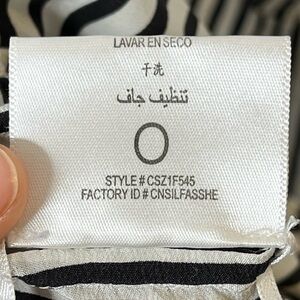 LAVAR EN SECO
干洗
تنظيف جاف
STYLE # CSZ1F545
FACTORY ID # CNSILFASSHE